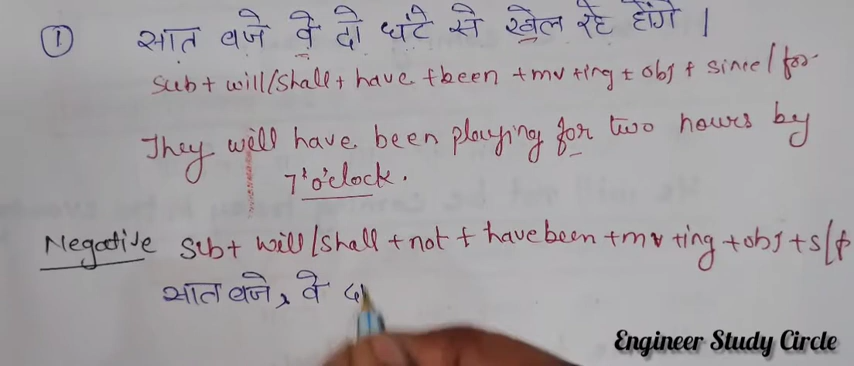 ① सात बजे वे दो घंटे से खेल रहे होंगे ।
Sub + will/Shall + have + been + mv + ing + obj + since/for
They will have been playing for two hours by
7'o'clock.
Negative Sub + will/Shall + not + have been + mv + ing + obj + s/f
सात बजे, वे
Engineer Study Circle